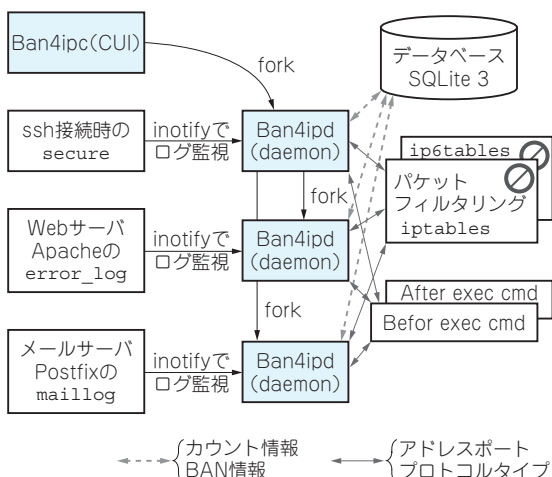 Ban4ipc(CUI)
fork
データベース
SQLite 3
ssh接続時の
secure
inotifyで
ログ監視
Ban4ipd
(daemon)
ip6tables
パケット
フィルタリング
iptables
fork
Webサーバ
Apacheの
error_log
inotifyで
ログ監視
Ban4ipd
(daemon)
After exec cmd
Befor exec cmd
fork
メールサーバ
Postfixの
maillog
inotifyで
ログ監視
Ban4ipd
(daemon)
カウント情報
BAN情報
アドレスポート
プロトコルタイプ